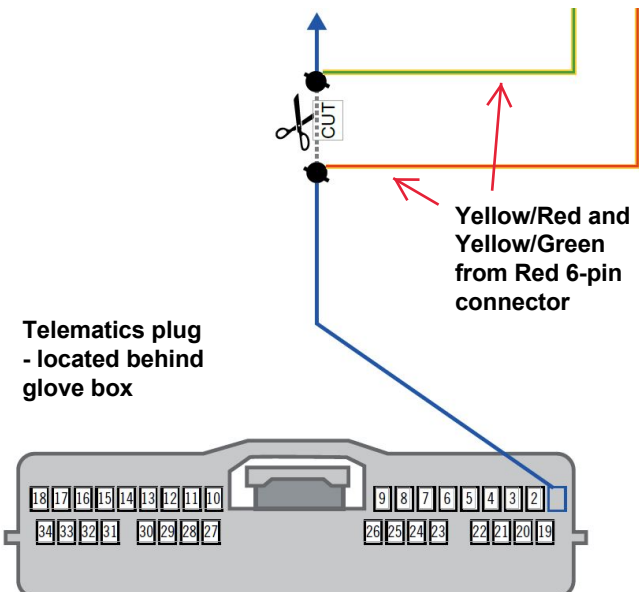 CUT
Yellow/Red and
Yellow/Green
from Red 6-pin
connector
Telematics plug
- located behind
glove box
18 17 16 15 14 13 12 11 10 9 8 7 6 5 4 3 2
34 33 32 31 30 29 28 27 26 25 24 23 22 21 20 19